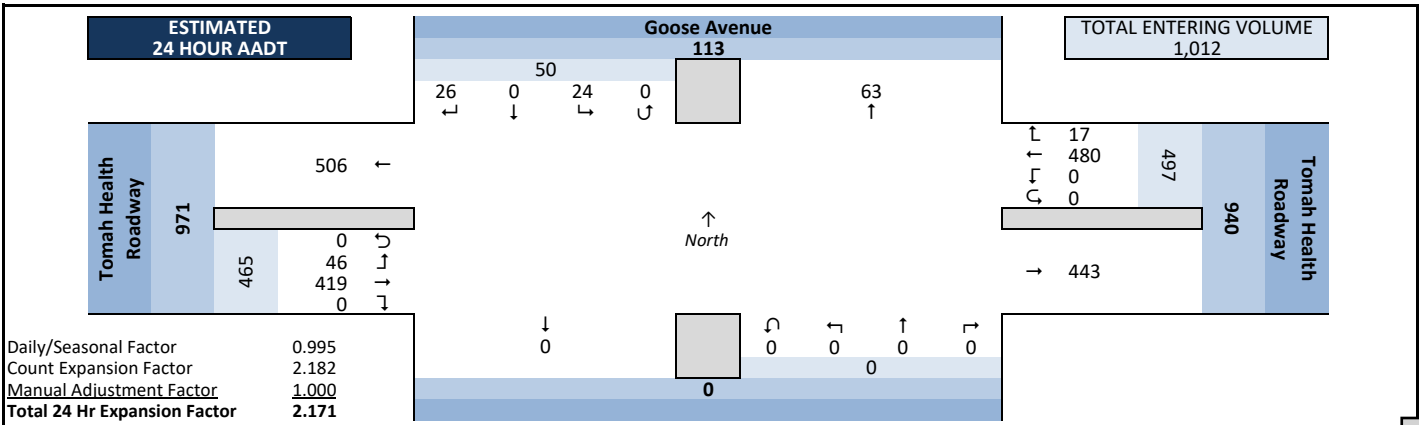 ESTIMATED
24 HOUR AADT
Goose Avenue
113
TOTAL ENTERING VOLUME
1,012
50
26 0 24 0
↵ ↓ ↳ ↺
63
↑
Tomah Health
Roadway
971
506 ←
465
0 ↺
46 ↰
419 →
0 ↴
↑
North
↱ 17
← 480
↲ 0
↺ 0
497
940
Tomah Health
Roadway
→ 443
↓
0
↺ ↰ ↑ ↱
0 0 0 0
0
0
Daily/Seasonal Factor 0.995
Count Expansion Factor 2.182
Manual Adjustment Factor 1.000
Total 24 Hr Expansion Factor 2.171